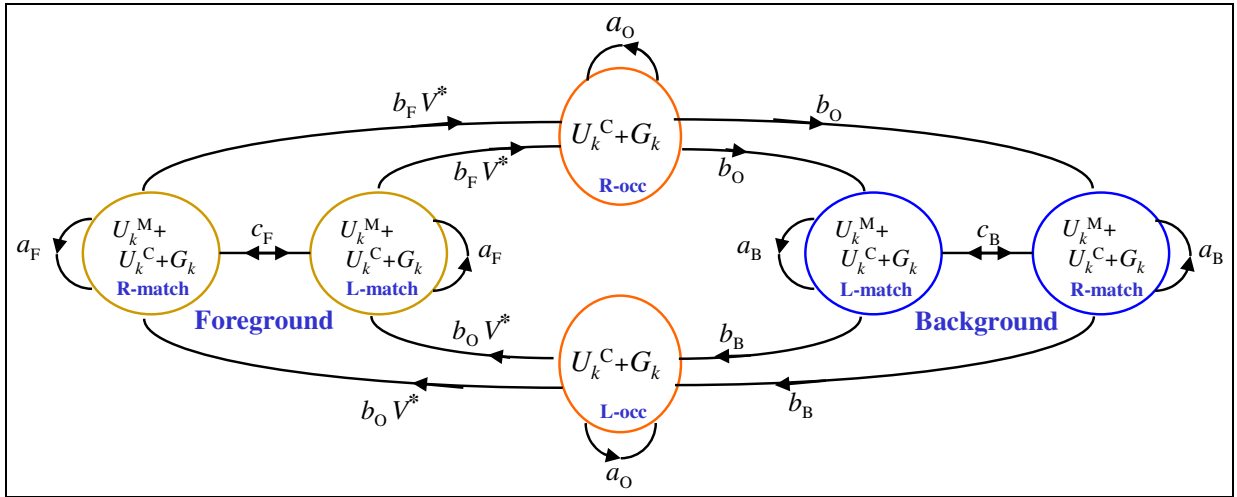 a_O
b_F V*
b_O
U_k^C+G_k
b_F V*
b_O
R-occ
U_k^M+
U_k^C+G_k
R-match
a_F
c_F
U_k^M+
U_k^C+G_k
L-match
a_F
a_B
U_k^M+
U_k^C+G_k
L-match
c_B
U_k^M+
U_k^C+G_k
R-match
a_B
Foreground
Background
b_O V*
b_B
U_k^C+G_k
b_O V*
b_B
L-occ
a_O